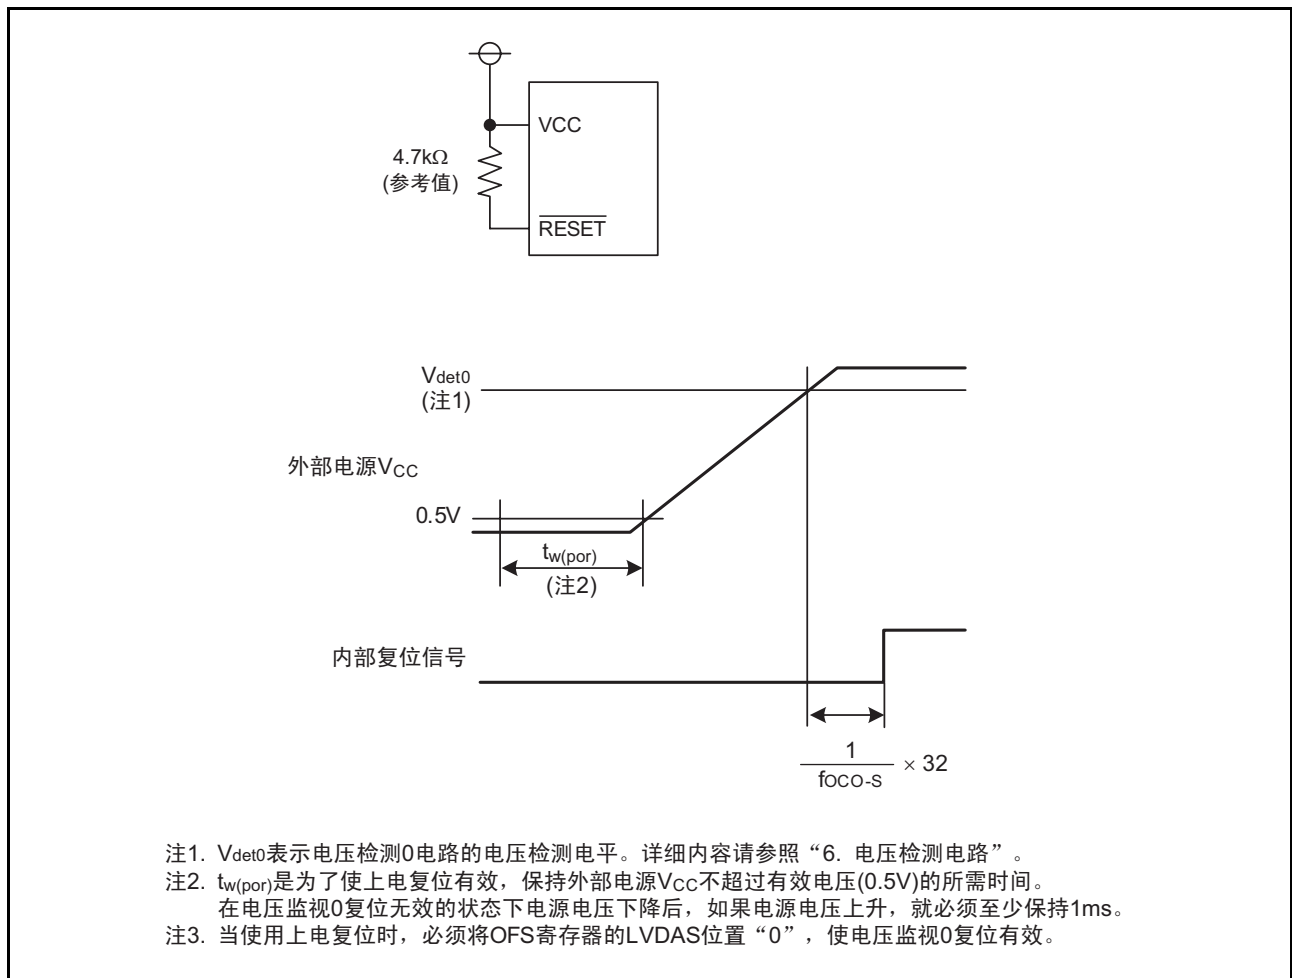 VCC
4.7kΩ
(参考值)
RESET
Vdet0
(注1)
外部电源VCC
0.5V
tw(por)
(注2)
内部复位信号
1
fOCO-S
× 32
注1. Vdet0表示电压检测0电路的电压检测电平。详细内容请参照“6. 电压检测电路”。
注2. tw(por)是为了使上电复位有效，保持外部电源VCC不超过有效电压(0.5V)的所需时间。
在电压监视0复位无效的状态下电源电压下降后，如果电源电压上升，就必须至少保持1ms。
注3. 当使用上电复位时，必须将OFS寄存器的LVDAS位置“0”，使电压监视0复位有效。